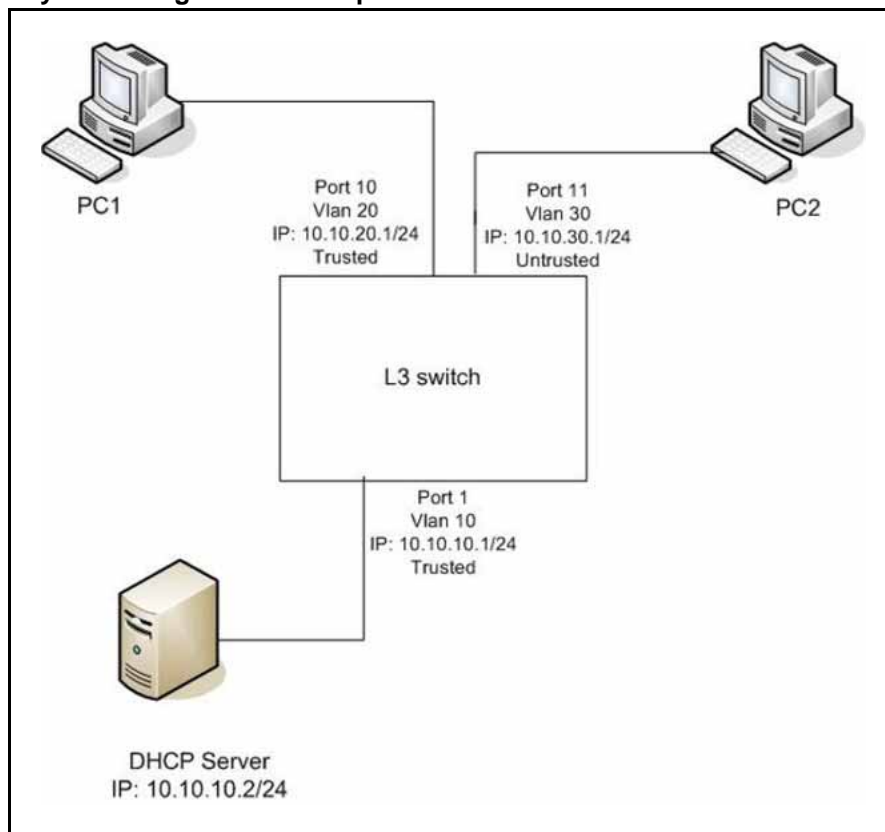 PC1
Port 10
Vlan 20
IP: 10.10.20.1/24
Trusted
Port 11
Vlan 30
IP: 10.10.30.1/24
Untrusted
PC2
L3 switch
Port 1
Vlan 10
IP: 10.10.10.1/24
Trusted
DHCP Server
IP: 10.10.10.2/24